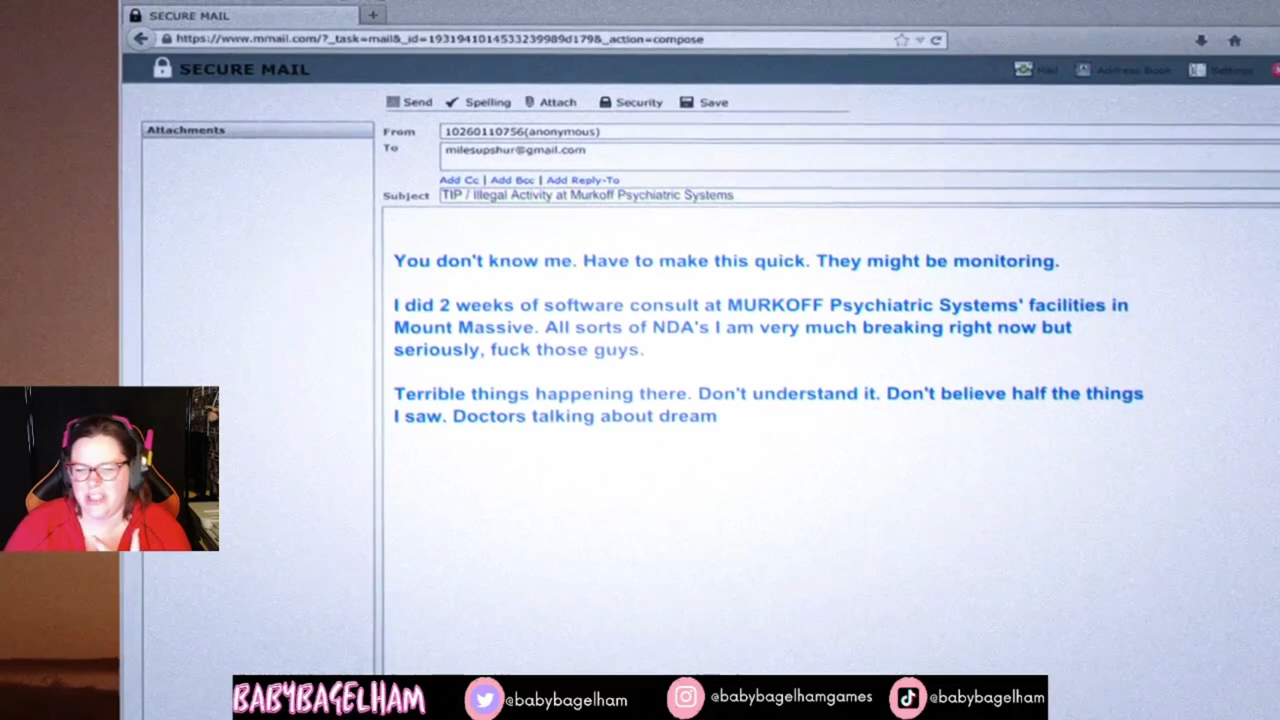 SECURE MAIL
https://www.mmail.com/?_task=mail&_id=1931941014533239989d179&_action=compose
SECURE MAIL
Mail Address Book Settings
Send Spelling Attach Security Save
Attachments
From 10260110756(anonymous)
To milesupshur@gmail.com
Add Cc | Add Bcc | Add Reply-To
Subject TIP / Illegal Activity at Murkoff Psychiatric Systems
You don't know me. Have to make this quick. They might be monitoring.
I did 2 weeks of software consult at MURKOFF Psychiatric Systems' facilities in
Mount Massive. All sorts of NDA's I am very much breaking right now but
seriously, fuck those guys.
Terrible things happening there. Don't understand it. Don't believe half the things
I saw. Doctors talking about dream
BABYBAGELHAM @babybagelham @babybagelhamgames @babybagelham